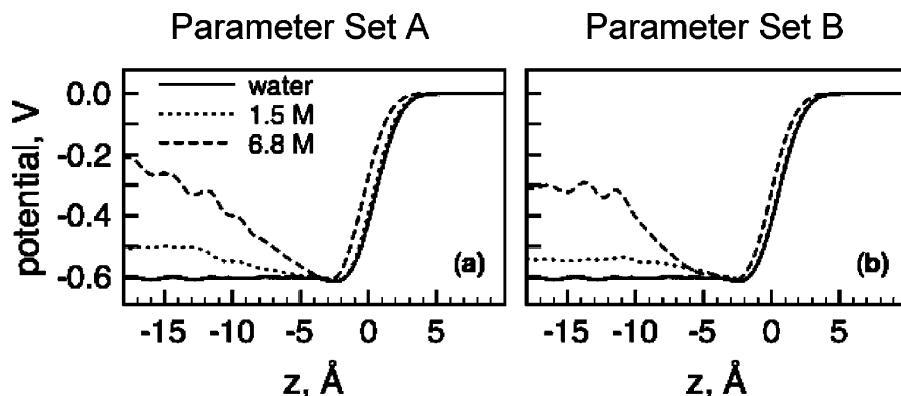 Parameter Set A
Parameter Set B
potential, V
0.0
-0.2
-0.4
-0.6
water
1.5 M
6.8 M
(a)
(b)
-15 -10 -5 0 5
-15 -10 -5 0 5
z, Å
z, Å